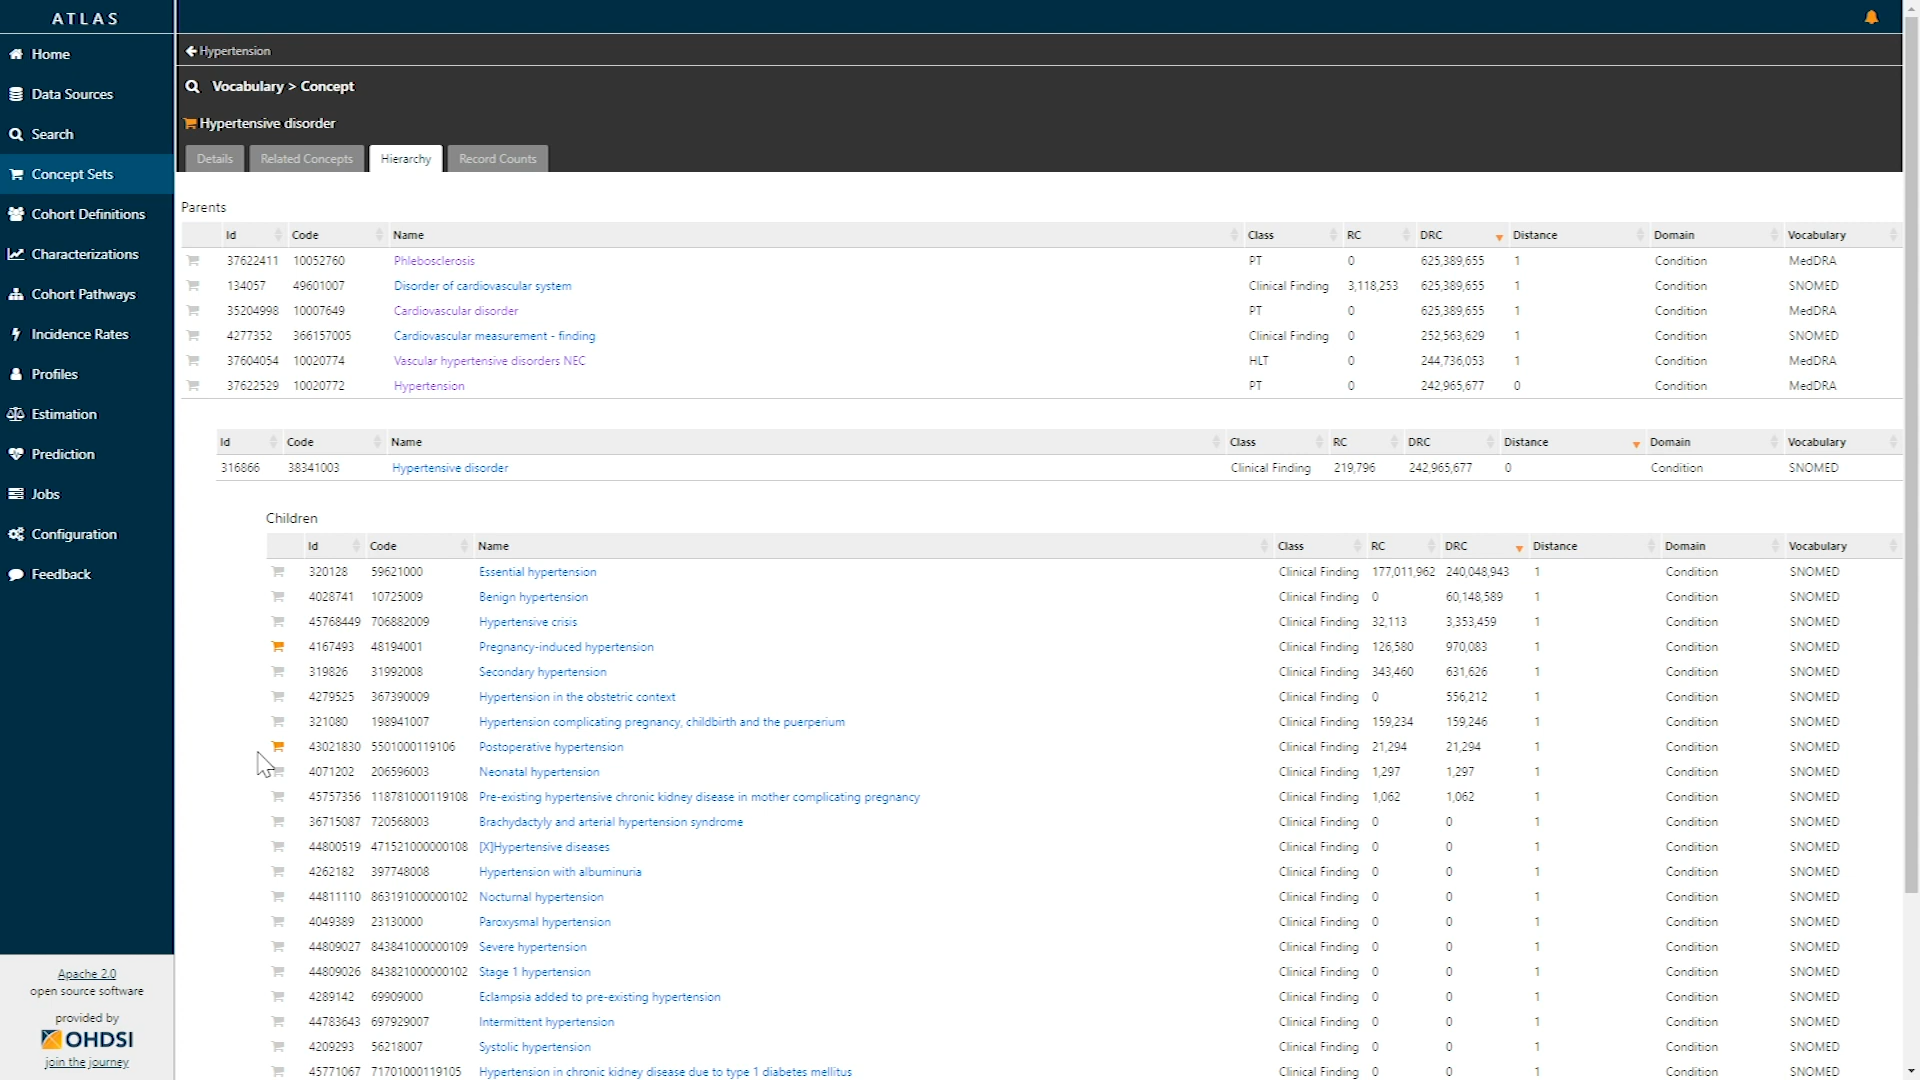 ATLAS
Home
Data Sources
Search
Concept Sets
Cohort Definitions
Characterizations
Cohort Pathways
Incidence Rates
Profiles
Estimation
Prediction
Jobs
Configuration
Feedback
Apache 2.0
open source software
provided by
OHDSI
join the journey
Hypertension
Vocabulary > Concept
Hypertensive disorder
Details Related Concepts Hierarchy Record Counts
Parents
Id Code Name Class RC DRC Distance Domain Vocabulary
37622411 10052760 Phlebosclerosis PT 0 625,389,655 1 Condition MedDRA
134057 49601007 Disorder of cardiovascular system Clinical Finding 3,118,253 625,389,655 1 Condition SNOMED
35204998 10007649 Cardiovascular disorder PT 0 625,389,655 1 Condition MedDRA
4277352 366157005 Cardiovascular measurement - finding Clinical Finding 0 252,563,629 1 Condition SNOMED
37604054 10020774 Vascular hypertensive disorders NEC HLT 0 244,736,053 1 Condition MedDRA
37622529 10020772 Hypertension PT 0 242,965,677 0 Condition MedDRA
Id Code Name Class RC DRC Distance Domain Vocabulary
316866 38341003 Hypertensive disorder Clinical Finding 219,796 242,965,677 0 Condition SNOMED
Children
Id Code Name Class RC DRC Distance Domain Vocabulary
320128 59621000 Essential hypertension Clinical Finding 177,011,962 240,048,943 1 Condition SNOMED
4028741 10725009 Benign hypertension Clinical Finding 0 60,148,589 1 Condition SNOMED
45768449 706882009 Hypertensive crisis Clinical Finding 32,113 3,353,459 1 Condition SNOMED
4167493 48194001 Pregnancy-induced hypertension Clinical Finding 126,580 970,083 1 Condition SNOMED
319826 31992008 Secondary hypertension Clinical Finding 343,460 631,626 1 Condition SNOMED
4279525 367390009 Hypertension in the obstetric context Clinical Finding 0 556,212 1 Condition SNOMED
321080 198941007 Hypertension complicating pregnancy, childbirth and the puerperium Clinical Finding 159,234 159,246 1 Condition SNOMED
43021830 5501000119106 Postoperative hypertension Clinical Finding 21,294 21,294 1 Condition SNOMED
4071202 206596003 Neonatal hypertension Clinical Finding 1,297 1,297 1 Condition SNOMED
45757356 118781000119108 Pre-existing hypertensive chronic kidney disease in mother complicating pregnancy Clinical Finding 1,062 1,062 1 Condition SNOMED
36715087 720568003 Brachydactyly and arterial hypertension syndrome Clinical Finding 0 0 1 Condition SNOMED
44800519 471521000000108 [X]Hypertensive diseases Clinical Finding 0 0 1 Condition SNOMED
4262182 397748008 Hypertension with albuminuria Clinical Finding 0 0 1 Condition SNOMED
44811110 863191000000102 Nocturnal hypertension Clinical Finding 0 0 1 Condition SNOMED
4049389 23130000 Paroxysmal hypertension Clinical Finding 0 0 1 Condition SNOMED
44809027 843841000000109 Severe hypertension Clinical Finding 0 0 1 Condition SNOMED
44809026 843821000000102 Stage 1 hypertension Clinical Finding 0 0 1 Condition SNOMED
4289142 69909000 Eclampsia added to pre-existing hypertension Clinical Finding 0 0 1 Condition SNOMED
44783643 697929007 Intermittent hypertension Clinical Finding 0 0 1 Condition SNOMED
4209293 56218007 Systolic hypertension Clinical Finding 0 0 1 Condition SNOMED
45771067 71701000119105 Hypertension in chronic kidney disease due to type 1 diabetes mellitus Clinical Finding 0 0 1 Condition SNOMED